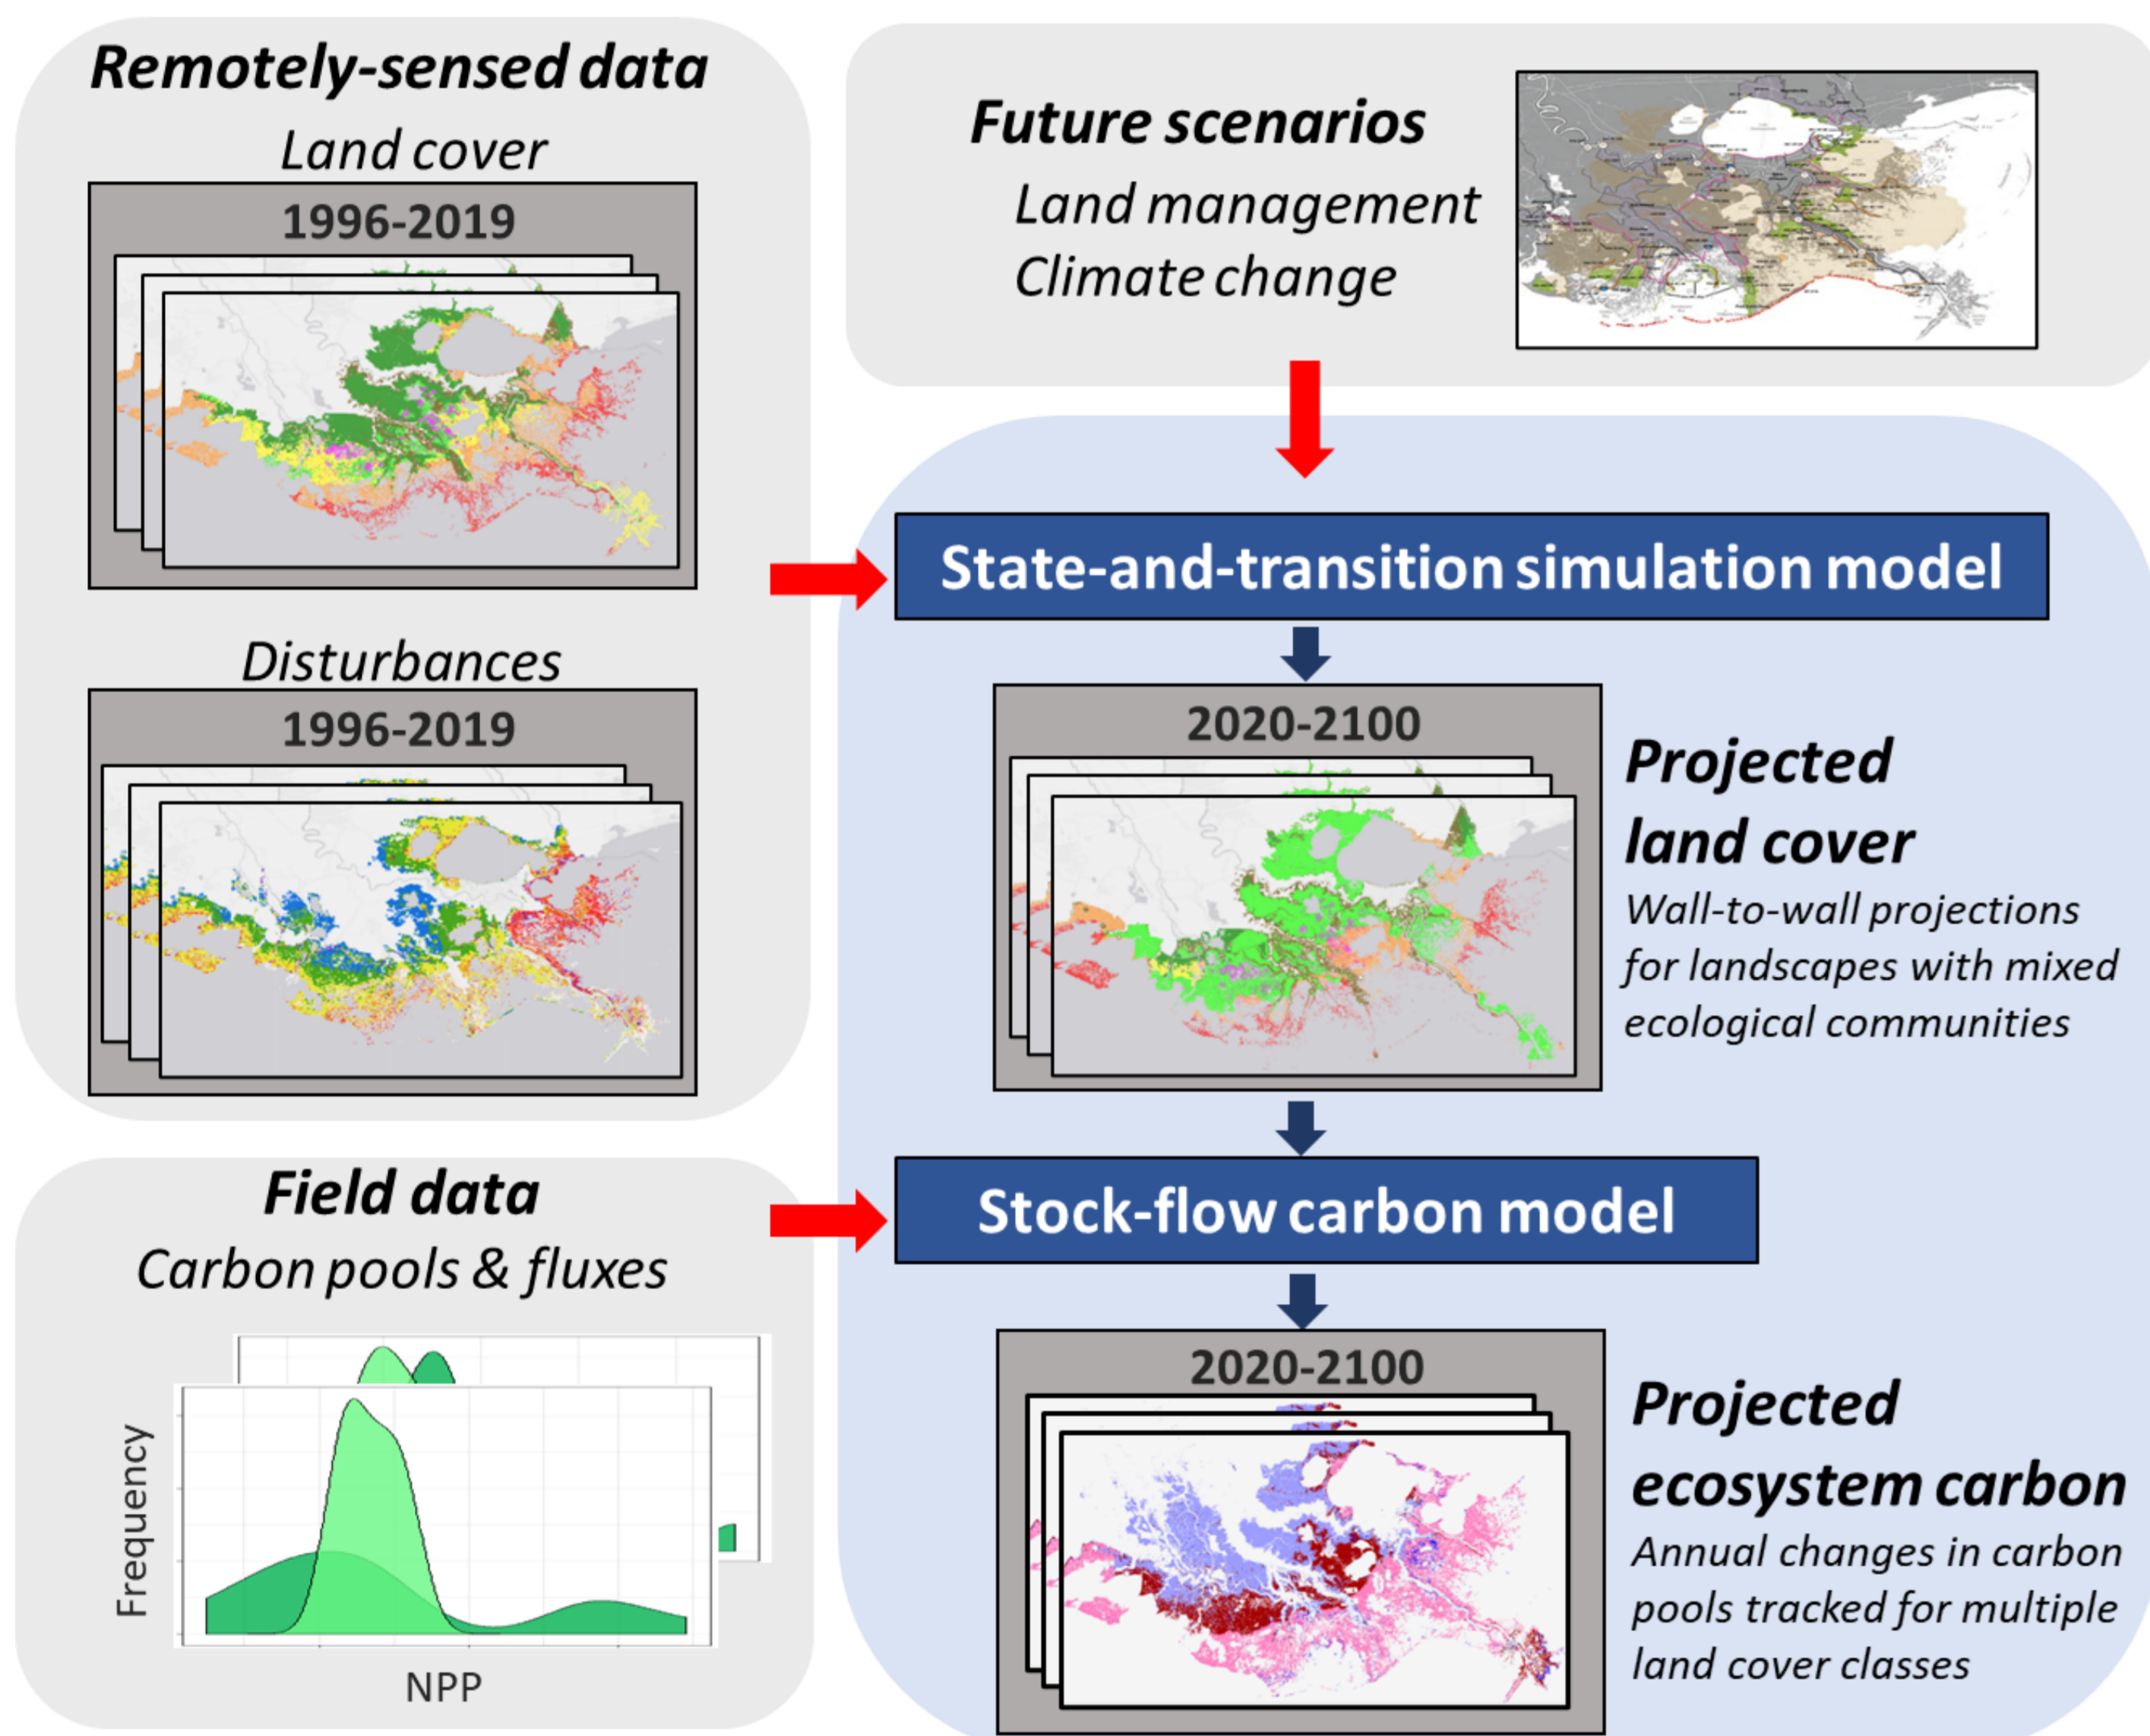 Remotely-sensed data
Land cover
1996-2019
Disturbances
1996-2019
Field data
Carbon pools & fluxes
Frequency
NPP
Future scenarios
Land management
Climate change
State-and-transition simulation model
2020-2100
Projected
land cover
Wall-to-wall projections
for landscapes with mixed
ecological communities
Stock-flow carbon model
2020-2100
Projected
ecosystem carbon
Annual changes in carbon
pools tracked for multiple
land cover classes